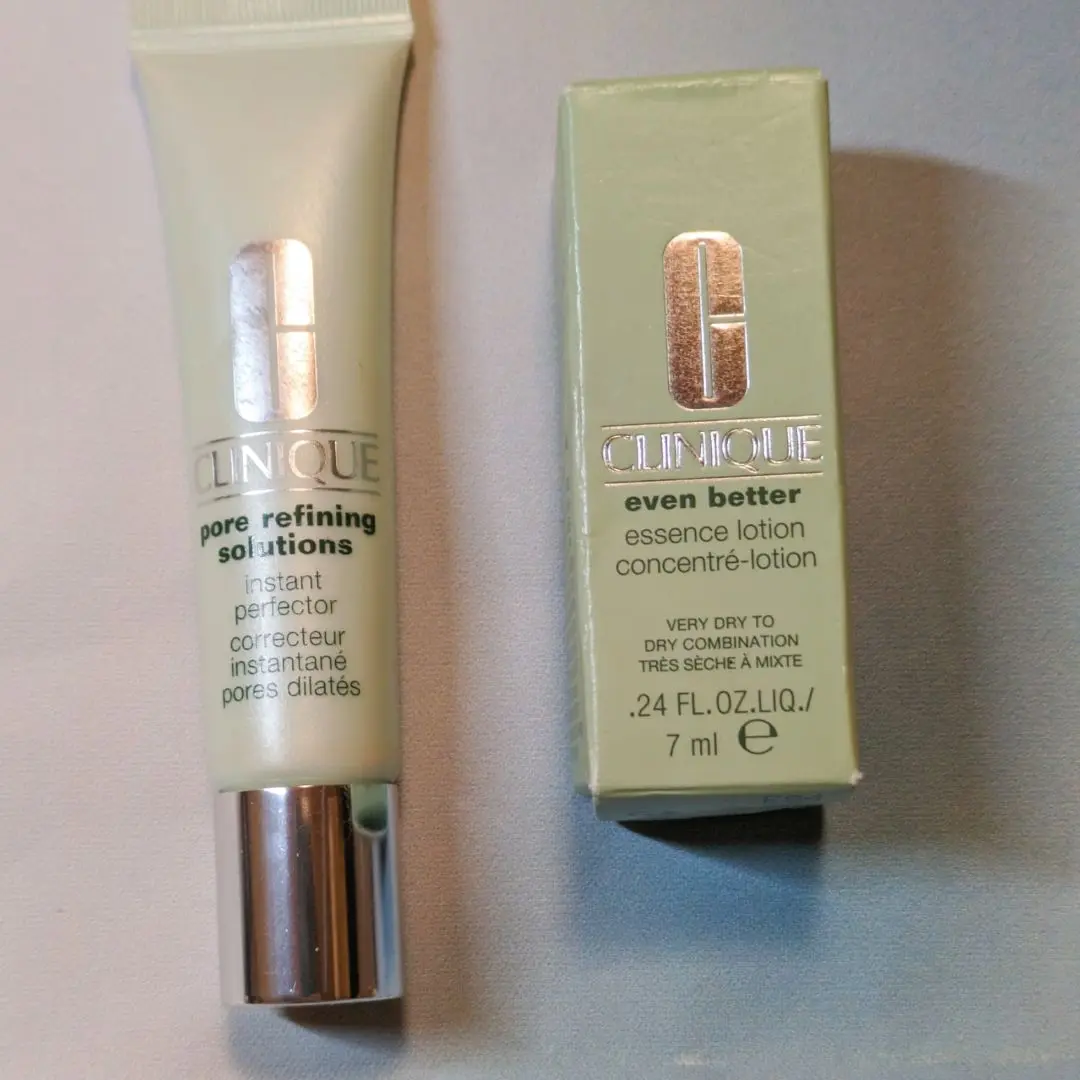 CLINIQUE
pore refining
solutions
instant
perfector
correcteur
instantané
pores dilatés
CLINIQUE
even better
essence lotion
concentré-lotion
VERY DRY TO
DRY COMBINATION
TRÈS SÈCHE À MIXTE
.24 FL.OZ.LIQ./
7 ml ℮